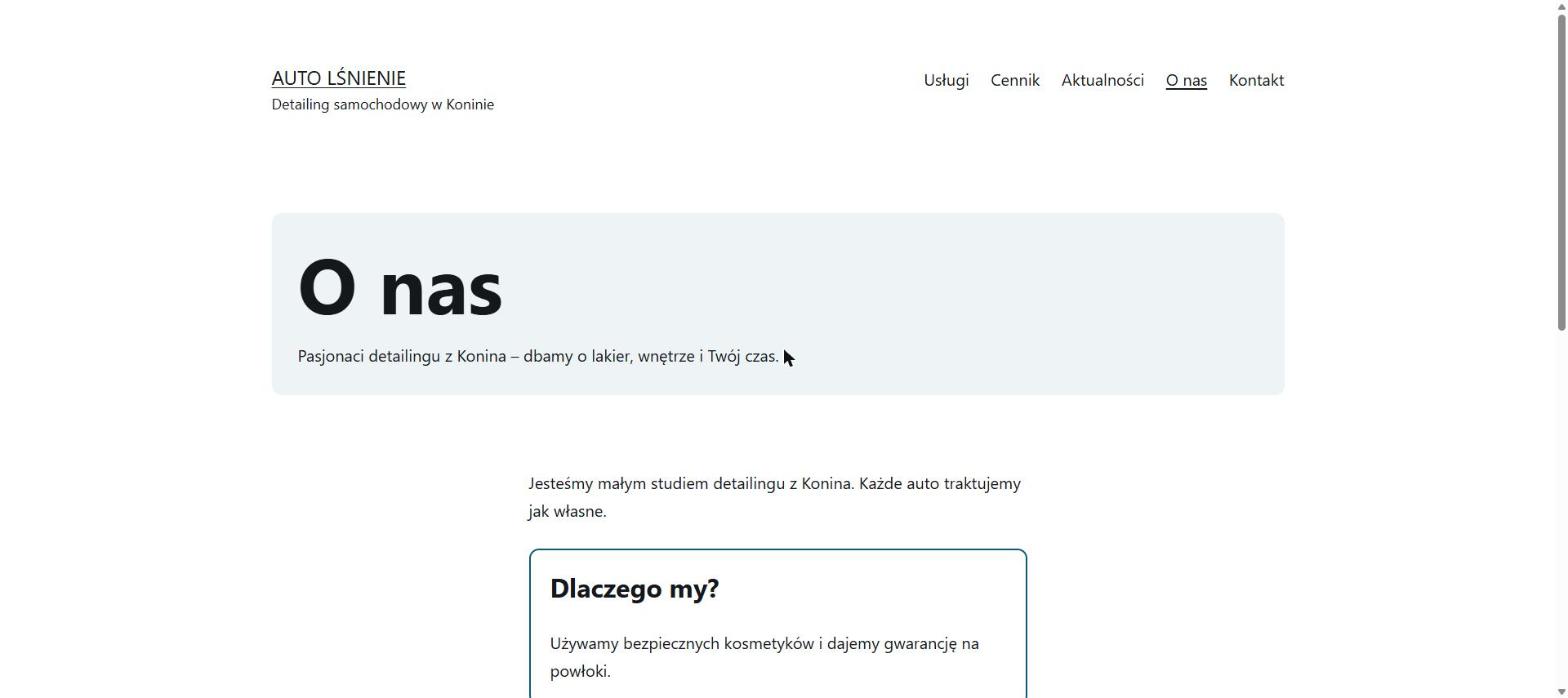 AUTO LŚNIENIE
Detailing samochodowy w Koninie
Usługi Cennik Aktualności O nas Kontakt
O nas
Pasjonaci detailingu z Konina – dbamy o lakier, wnętrze i Twój czas.
Jesteśmy małym studiem detailingu z Konina. Każde auto traktujemy
jak własne.
Dlaczego my?
Używamy bezpiecznych kosmetyków i dajemy gwarancję na
powłoki.